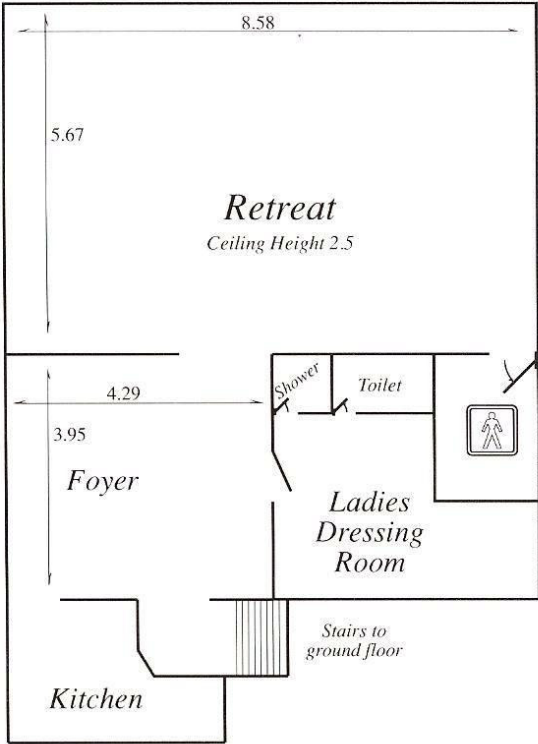 8.58
5.67
Retreat
Ceiling Height 2.5
Shower
Toilet
4.29
3.95
Foyer
Ladies
Dressing
Room
Stairs to
ground floor
Kitchen